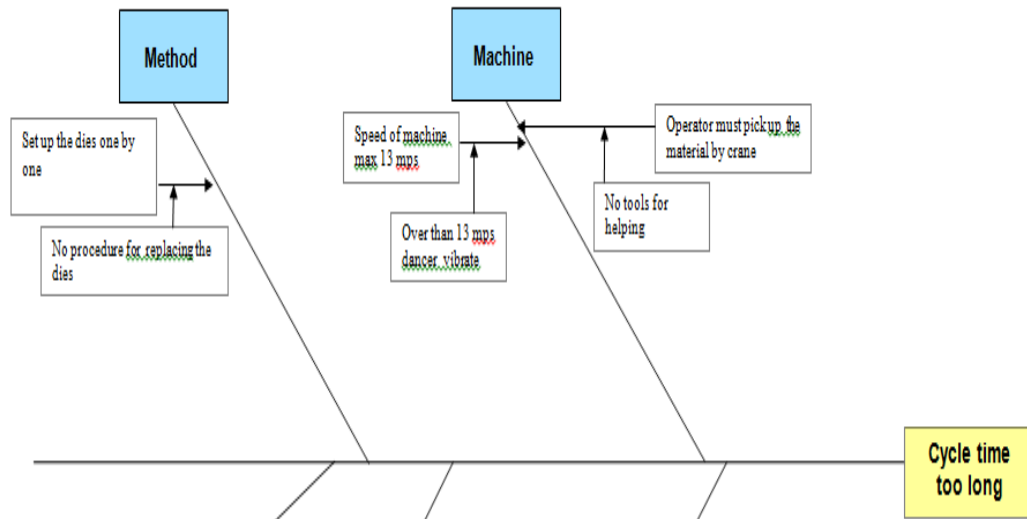 Method
Machine
Set up the dies one by
one
Speed of machine
max 13 mps
Operator must pick up the
material by crane
No procedure for replacing the
dies
Over than 13 mps
dancer vibrate
No tools for
helping
Cycle time
too long